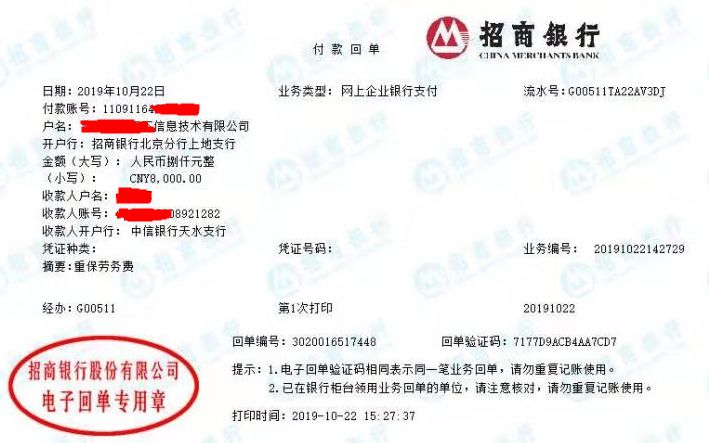 付款回单
招商银行
CHINA MERCHANTS BANK
日期：2019年10月22日 业务类型：网上企业银行支付 流水号：G00511TA22AV3DJ
付款账号：11091164
户名： 信息技术有限公司
开户行：招商银行北京分行上地支行
金额（大写）：人民币捌仟元整
（小写）： CNY8,000.00
收款人户名：
收款人账号： 08921282
收款人开户行：中信银行天水支行
凭证种类： 凭证号码： 业务编号：20191022142729
摘要：重保劳务费
经办：G00511 第1次打印 20191022
回单编号：3020016517448 回单验证码：7177D9ACB4AA7CD7
提示：1.电子回单验证码相同表示同一笔业务回单，请勿重复记账使用。
2.已在银行柜台领用业务回单的单位，请注意核对，请勿重复记账使用。
打印时间：2019-10-22 15:27:37
招商银行股份有限公司
电子回单专用章